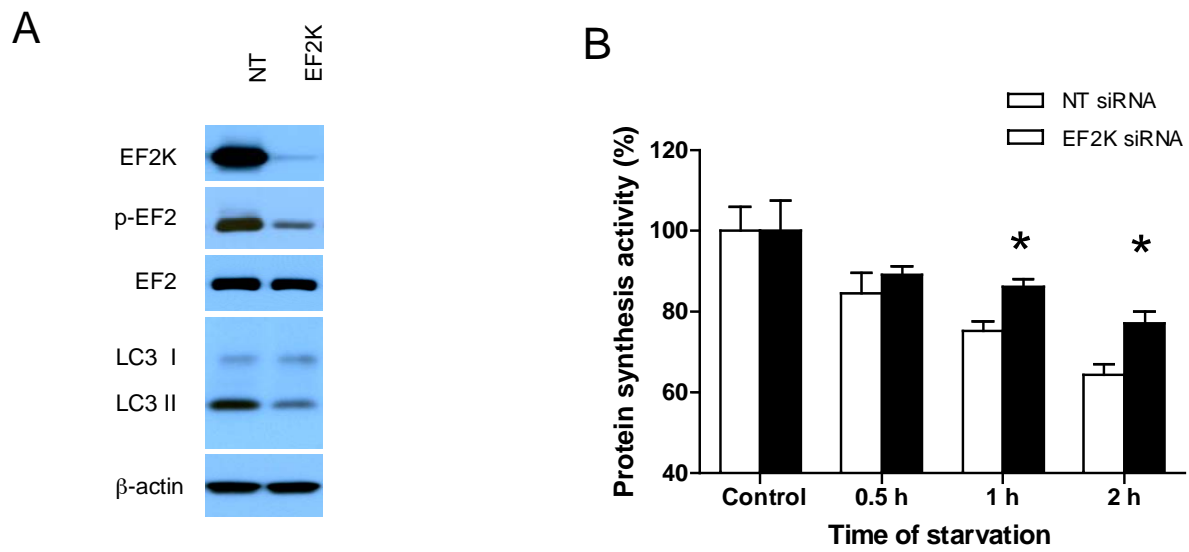 A
NT
EF2K
EF2K
p-EF2
EF2
LC3 I
LC3 II
β-actin
B
NT siRNA
EF2K siRNA
Protein synthesis activity (%)
120
100
80
60
40
*
*
Control
0.5 h
1 h
2 h
Time of starvation